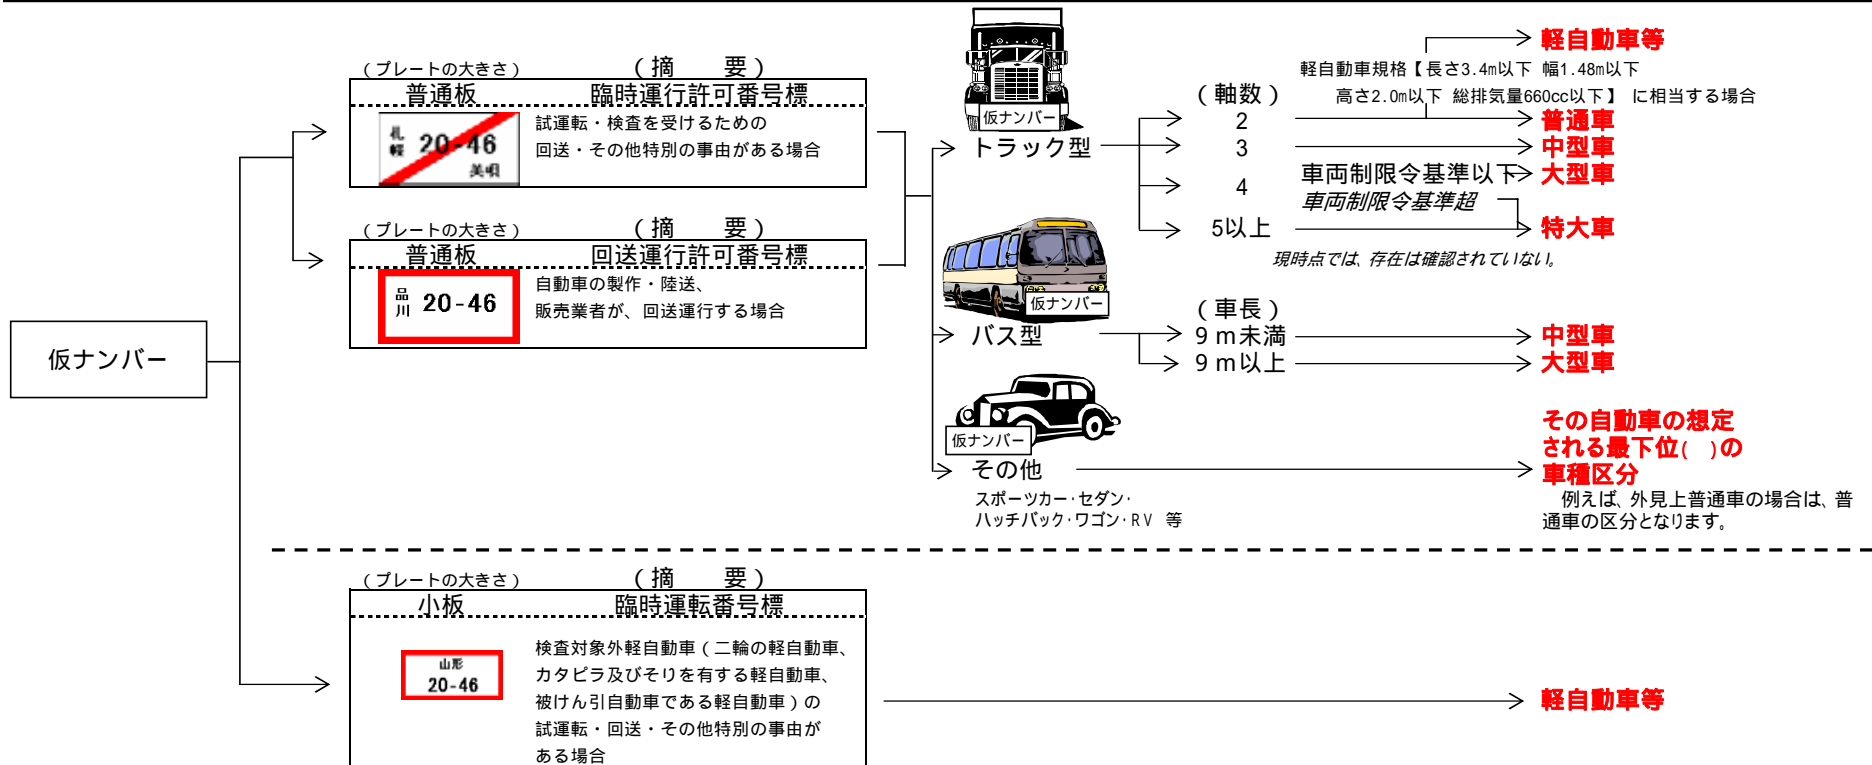 仮ナンバー
(プレートの大きさ) (摘 要)
普通板 臨時運行許可番号標
札幌 20-46 美唄
試運転・検査を受けるための
回送・その他特別の事由がある場合
(プレートの大きさ) (摘 要)
普通板 回送運行許可番号標
品川 20-46
自動車の製作・陸送、
販売業者が、回送運行する場合
仮ナンバー
トラック型
(軸数)
2
3
4
5以上
軽自動車等
軽自動車規格【長さ3.4m以下 幅1.48m以下
高さ2.0m以下 総排気量660cc以下】 に相当する場合
普通車
中型車
車両制限令基準以下
大型車
車両制限令基準超
特大車
現時点では、存在は確認されていない。
仮ナンバー
バス型
(車長)
9m未満
9m以上
中型車
大型車
仮ナンバー
その他
スポーツカー・セダン・
ハッチバック・ワゴン・RV 等
その自動車の想定
される最下位( )の
車種区分
例えば、外見上普通車の場合は、普
通車の区分となります。
(プレートの大きさ) (摘 要)
小板 臨時運転番号標
山形
20-46
検査対象外軽自動車(二輪の軽自動車、
カタピラ及びそりを有する軽自動車、
被けん引自動車である軽自動車)の
試運転・回送・その他特別の事由が
ある場合
軽自動車等